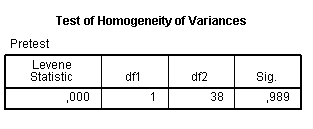 Test of Homogeneity of Variances
Pretest
Levene Statistic df1 df2 Sig.
,000 1 38 ,989